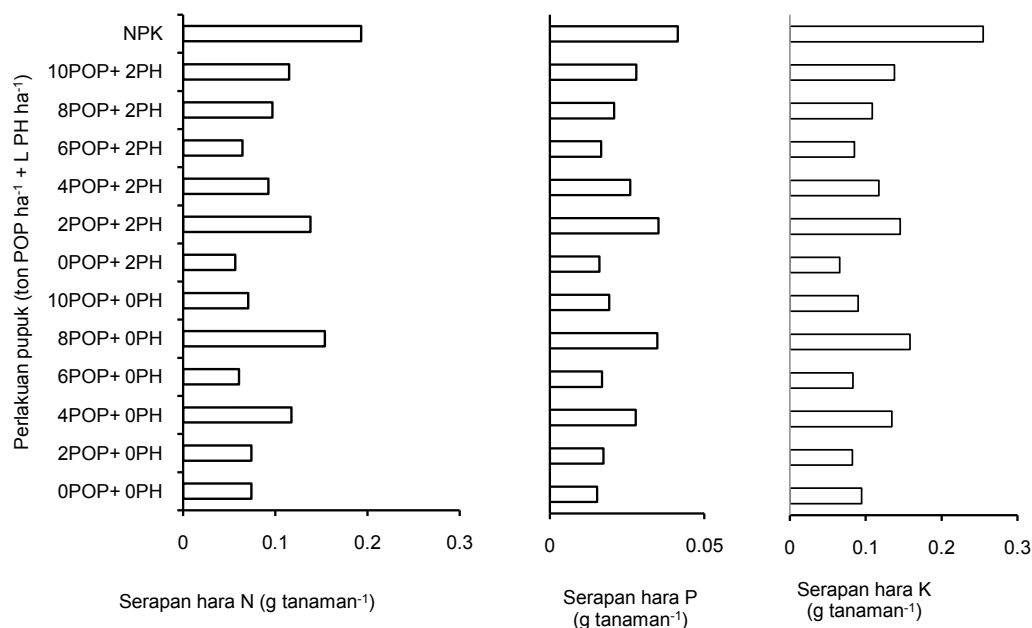 Perlakuan pupuk (ton POP ha⁻¹ + L PH ha⁻¹)
NPK
10POP+ 2PH
8POP+ 2PH
6POP+ 2PH
4POP+ 2PH
2POP+ 2PH
0POP+ 2PH
10POP+ 0PH
8POP+ 0PH
6POP+ 0PH
4POP+ 0PH
2POP+ 0PH
0POP+ 0PH
0 0.1 0.2 0.3
Serapan hara N (g tanaman⁻¹)
0 0.05
Serapan hara P
(g tanaman⁻¹)
0 0.1 0.2 0.3
Serapan hara K
(g tanaman⁻¹)